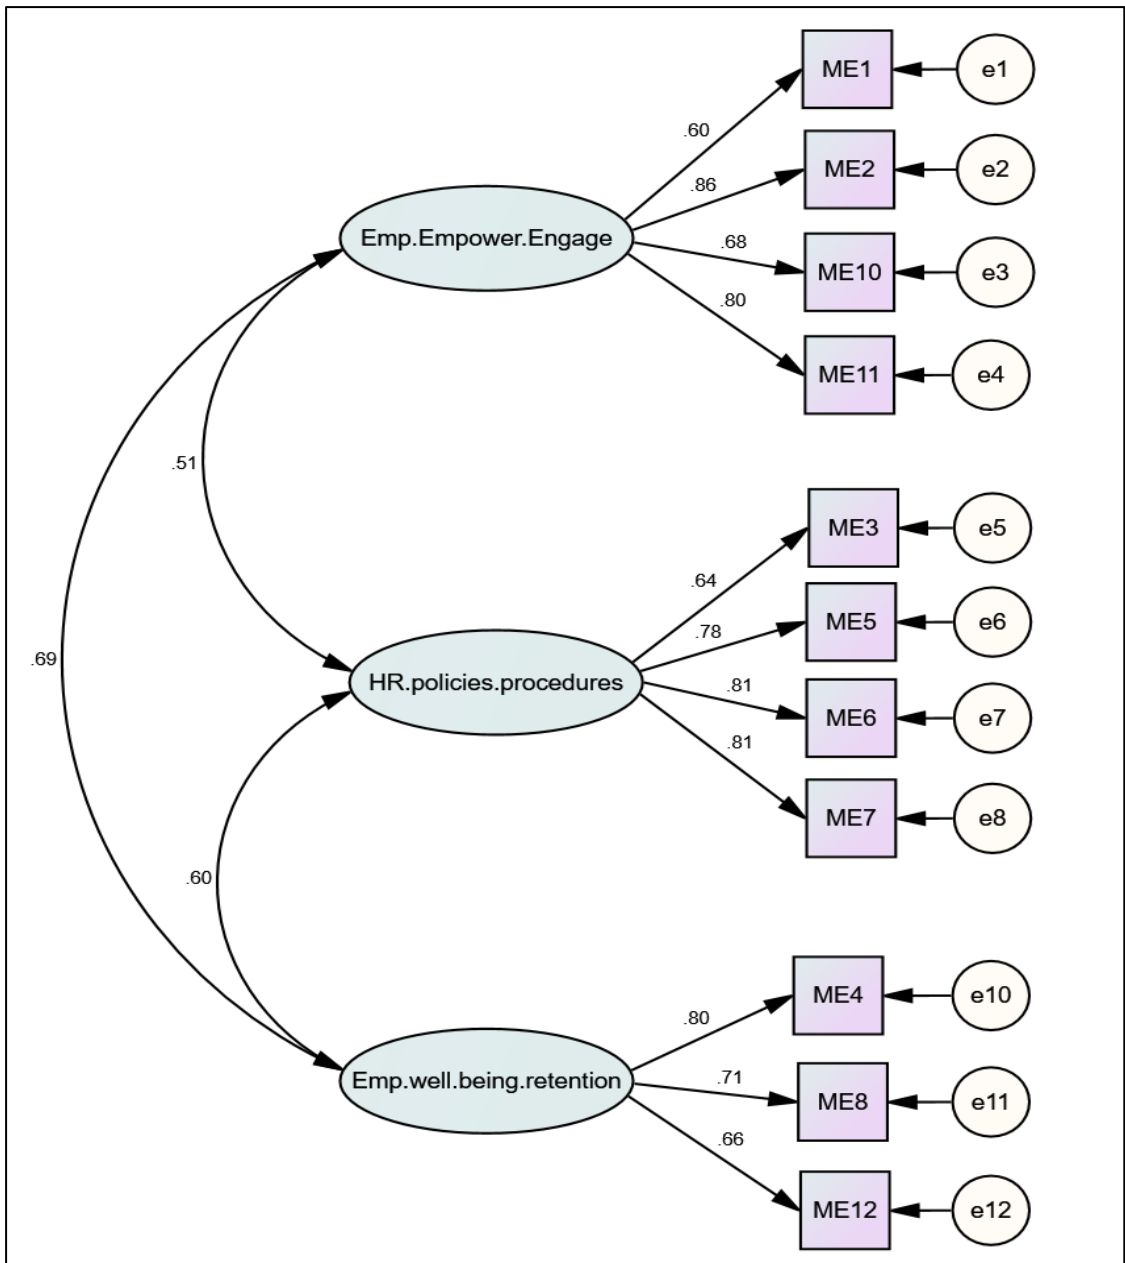 ME1
e1
.60
ME2
e2
.86
Emp.Empower.Engage
.68
ME10
e3
.80
ME11
e4
.51
ME3
e5
.64
ME5
e6
.78
.69
HR.policies.procedures
.81
ME6
e7
.81
ME7
e8
.60
ME4
e10
.80
Emp.well.being.retention
.71
ME8
e11
.66
ME12
e12